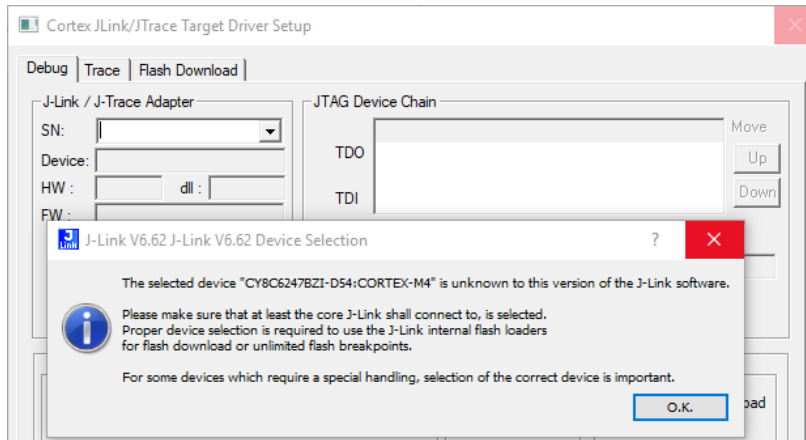 Cortex JLink/JTrace Target Driver Setup
Debug Trace Flash Download
J-Link / J-Trace Adapter
SN:
Device:
HW : dll :
FW :
JTAG Device Chain
TDO
TDI
Move
Up
Down
J-Link V6.62 J-Link V6.62 Device Selection
The selected device "CY8C6247BZI-D54:CORTEX-M4" is unknown to this version of the J-Link software.
Please make sure that at least the core J-Link shall connect to, is selected.
Proper device selection is required to use the J-Link internal flash loaders
for flash download or unlimited flash breakpoints.
For some devices which require a special handling, selection of the correct device is important.
O.K.